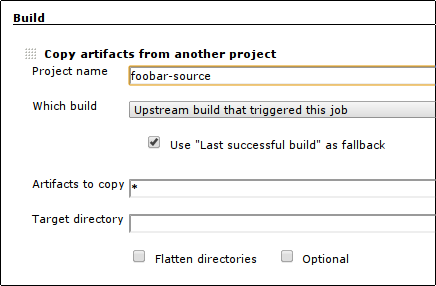 Build
Copy artifacts from another project
Project name foobar-source
Which build Upstream build that triggered this job
Use "Last successful build" as fallback
Artifacts to copy *
Target directory
Flatten directories Optional